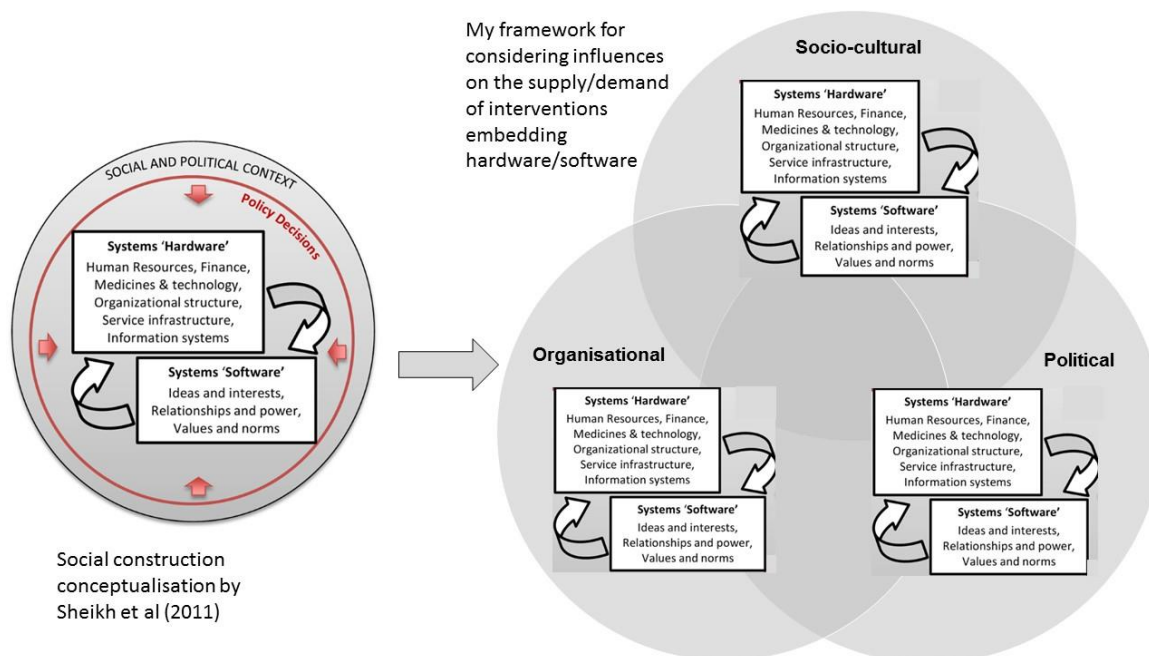 SOCIAL AND POLITICAL CONTEXT
Policy Decisions
Systems 'Hardware'
Human Resources, Finance,
Medicines & technology,
Organizational structure,
Service infrastructure,
Information systems
Systems 'Software'
Ideas and interests,
Relationships and power,
Values and norms
Social construction
conceptualisation by
Sheikh et al (2011)
My framework for
considering influences
on the supply/demand
of interventions
embedding
hardware/software
Socio-cultural
Systems 'Hardware'
Human Resources, Finance,
Medicines & technology,
Organizational structure,
Service infrastructure,
Information systems
Systems 'Software'
Ideas and interests,
Relationships and power,
Values and norms
Organisational
Systems 'Hardware'
Human Resources, Finance,
Medicines & technology,
Organizational structure,
Service infrastructure,
Information systems
Systems 'Software'
Ideas and interests,
Relationships and power,
Values and norms
Political
Systems 'Hardware'
Human Resources, Finance,
Medicines & technology,
Organizational structure,
Service infrastructure,
Information systems
Systems 'Software'
Ideas and interests,
Relationships and power,
Values and norms